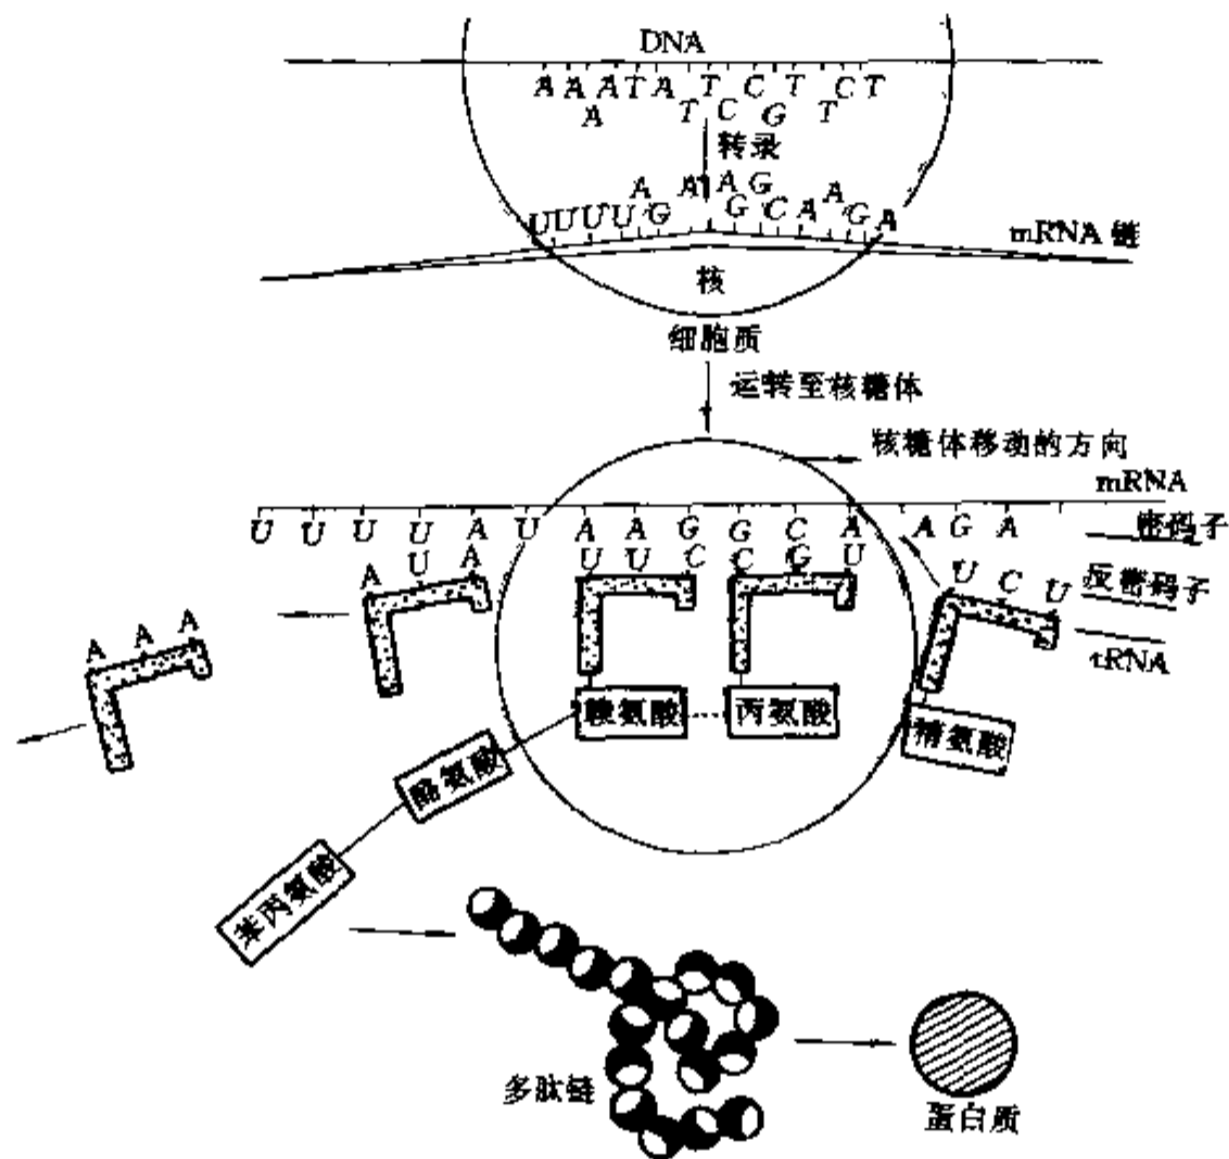 DNA
A A A A T A T T C C G T T C T
转录
U U U U A G A A G G C A A G A
mRNA 链
核
细胞质
运转至核糖体
核糖体移动的方向
mRNA
U U U U A U A A G G C A A G A
密码子
A A A
A U A
U U C
C G U
U C U
反密码子
tRNA
赖氨酸
丙氨酸
精氨酸
酪氨酸
苯丙氨酸
多肽链
蛋白质